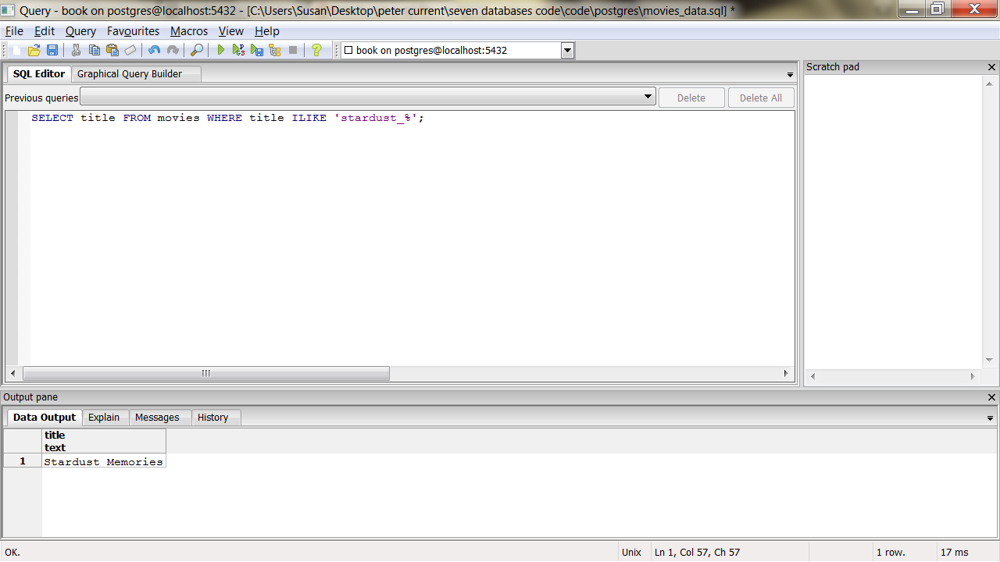 Query - book on postgres@localhost:5432 - [C:\Users\Susan\Desktop\peter current\seven databases code\code\postgres\movies_data.sql] *
File Edit Query Favourites Macros View Help
book on postgres@localhost:5432
SQL Editor Graphical Query Builder
Previous queries Delete Delete All
SELECT title FROM movies WHERE title ILIKE 'stardust_%';
Scratch pad
Output pane
Data Output Explain Messages History
title
text
1 Stardust Memories
OK. Unix Ln 1, Col 57, Ch 57 1 row. 17 ms